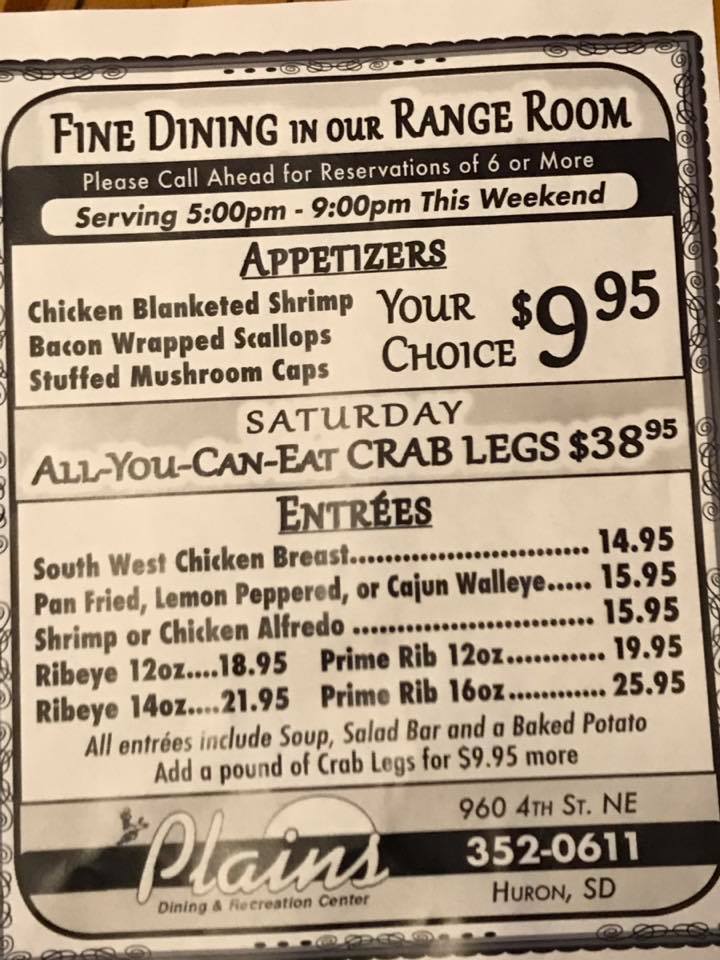 FINE DINING IN OUR RANGE ROOM
Please Call Ahead for Reservations of 6 or More
Serving 5:00pm - 9:00pm This Weekend
APPETIZERS
Chicken Blanketed Shrimp
Bacon Wrapped Scallops
Stuffed Mushroom Caps
YOUR CHOICE $9.95
SATURDAY
ALL-YOU-CAN-EAT CRAB LEGS $38.95
ENTRÉES
South West Chicken Breast............................ 14.95
Pan Fried, Lemon Peppered, or Cajun Walleye..... 15.95
Shrimp or Chicken Alfredo ............................ 15.95
Ribeye 12oz....18.95 Prime Rib 12oz............ 19.95
Ribeye 14oz....21.95 Prime Rib 16oz............ 25.95
All entrées include Soup, Salad Bar and a Baked Potato
Add a pound of Crab Legs for $9.95 more
Plains
Dining & Recreation Center
960 4TH ST. NE
352-0611
HURON, SD